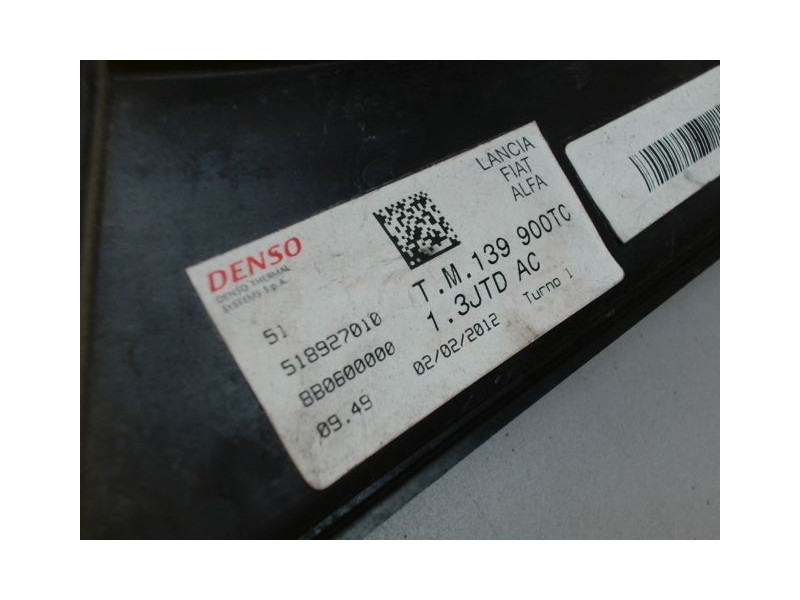 DENSO
DENSO THERMAL
SYSTEMS S.p.A.
LANCIA
FIAT
ALFA
T.M.139 900TC
1.3JTD AC
51
518927010
BB0600000
09.49
02/02/2012
Turno 1